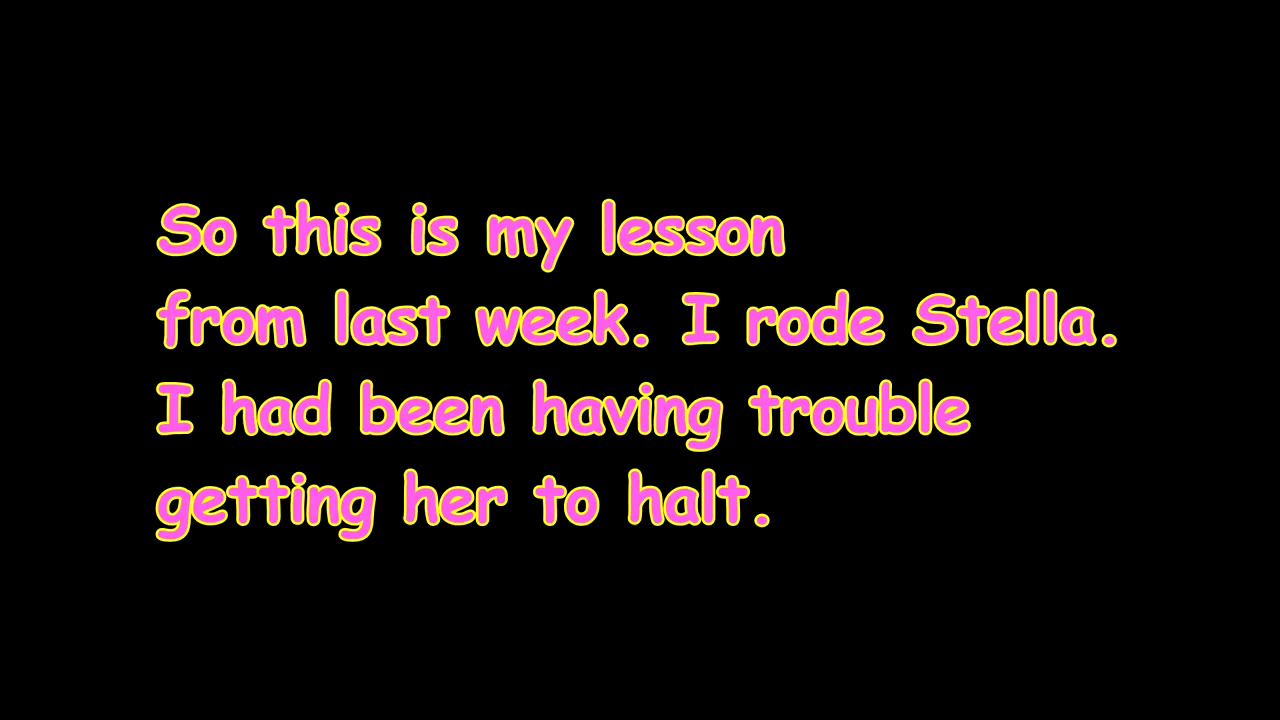 So this is my lesson
from last week. I rode Stella.
I had been having trouble
getting her to halt.